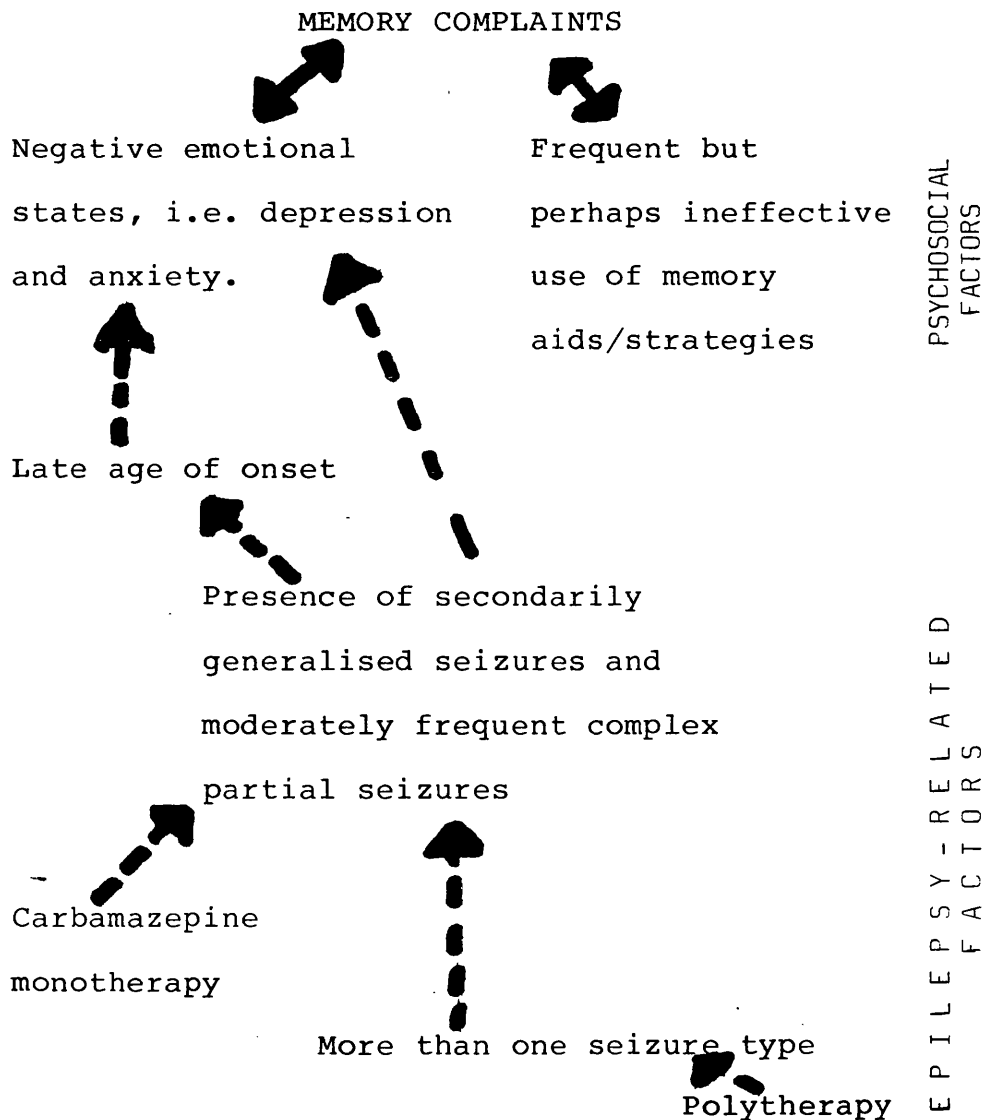 MEMORY COMPLAINTS
Negative emotional
states, i.e. depression
and anxiety.
Frequent but
perhaps ineffective
use of memory
aids/strategies
PSYCHOSOCIAL
FACTORS
Late age of onset
Presence of secondarily
generalised seizures and
moderately frequent complex
partial seizures
Carbamazepine
monotherapy
More than one seizure type
Polytherapy
EPILEPSY-RELATED
FACTORS